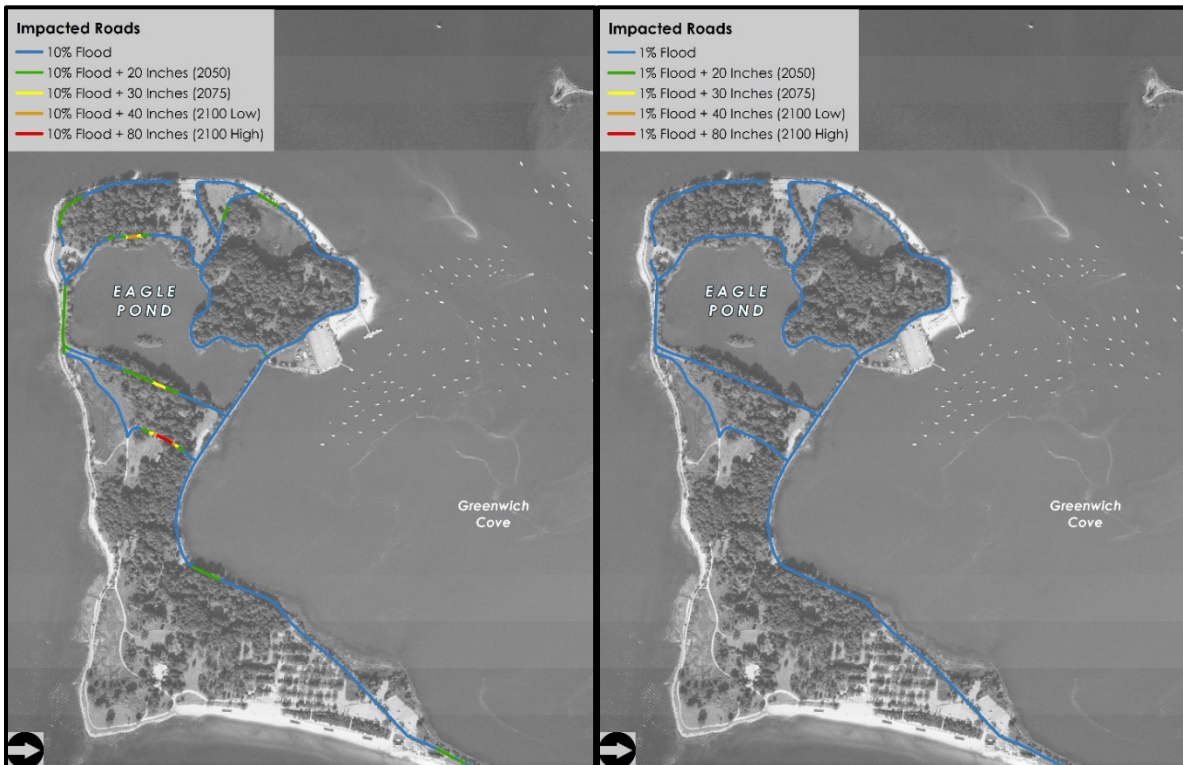 Impacted Roads
10% Flood
10% Flood + 20 Inches (2050)
10% Flood + 30 Inches (2075)
10% Flood + 40 Inches (2100 Low)
10% Flood + 80 Inches (2100 High)
EAGLE
POND
Greenwich
Cove
Impacted Roads
1% Flood
1% Flood + 20 Inches (2050)
1% Flood + 30 Inches (2075)
1% Flood + 40 Inches (2100 Low)
1% Flood + 80 Inches (2100 High)
EAGLE
POND
Greenwich
Cove